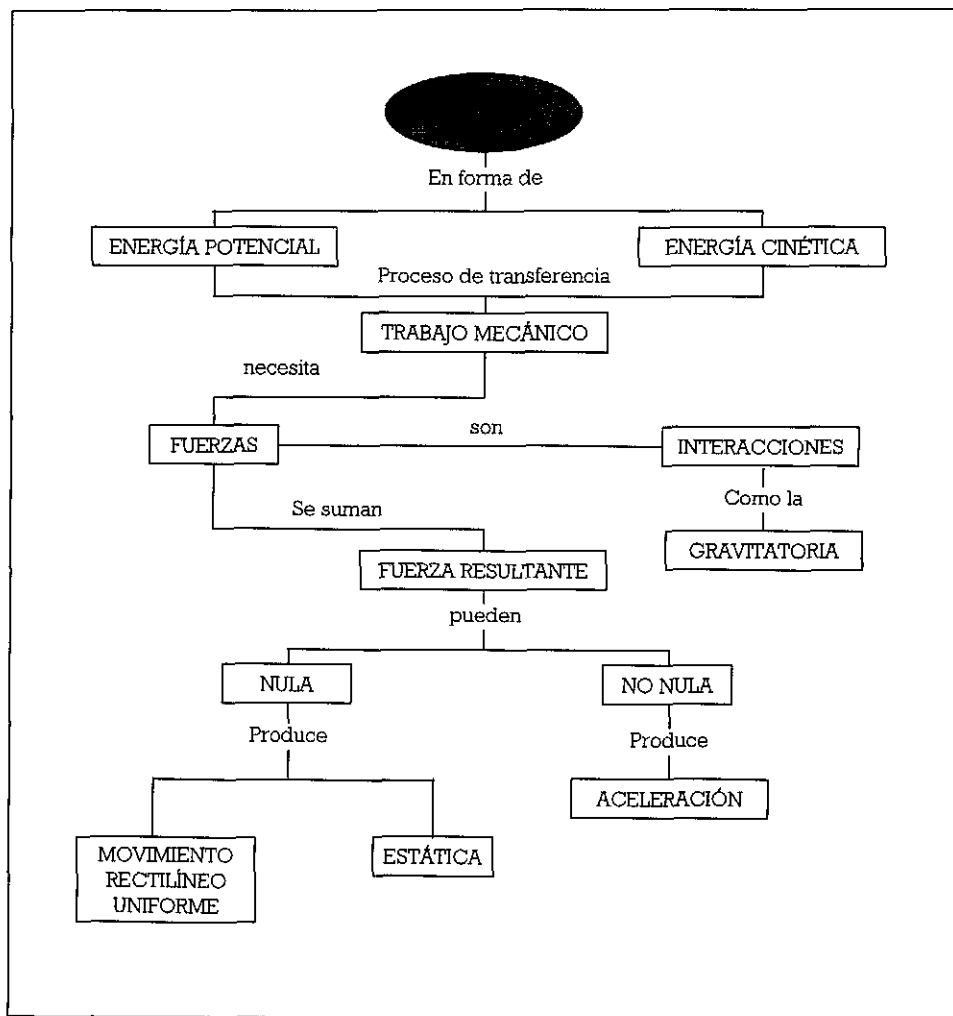 En forma de
ENERGÍA POTENCIAL
ENERGÍA CINÉTICA
Proceso de transferencia
TRABAJO MECÁNICO
necesita
FUERZAS
son
INTERACCIONES
Como la
GRAVITATORIA
Se suman
FUERZA RESULTANTE
pueden
NULA
NO NULA
Produce
Produce
ACELERACIÓN
MOVIMIENTO
RECTILÍNEO
UNIFORME
ESTÁTICA